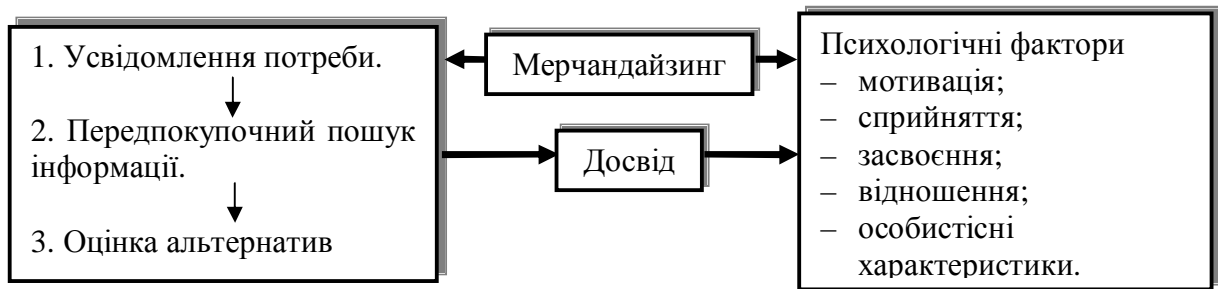 1. Усвідомлення потреби.
2. Передпокупочний пошук
інформації.
3. Оцінка альтернатив
Мерчандайзинг
Досвід
Психологічні фактори
– мотивація;
– сприйняття;
– засвоєння;
– відношення;
– особистісні
характеристики.